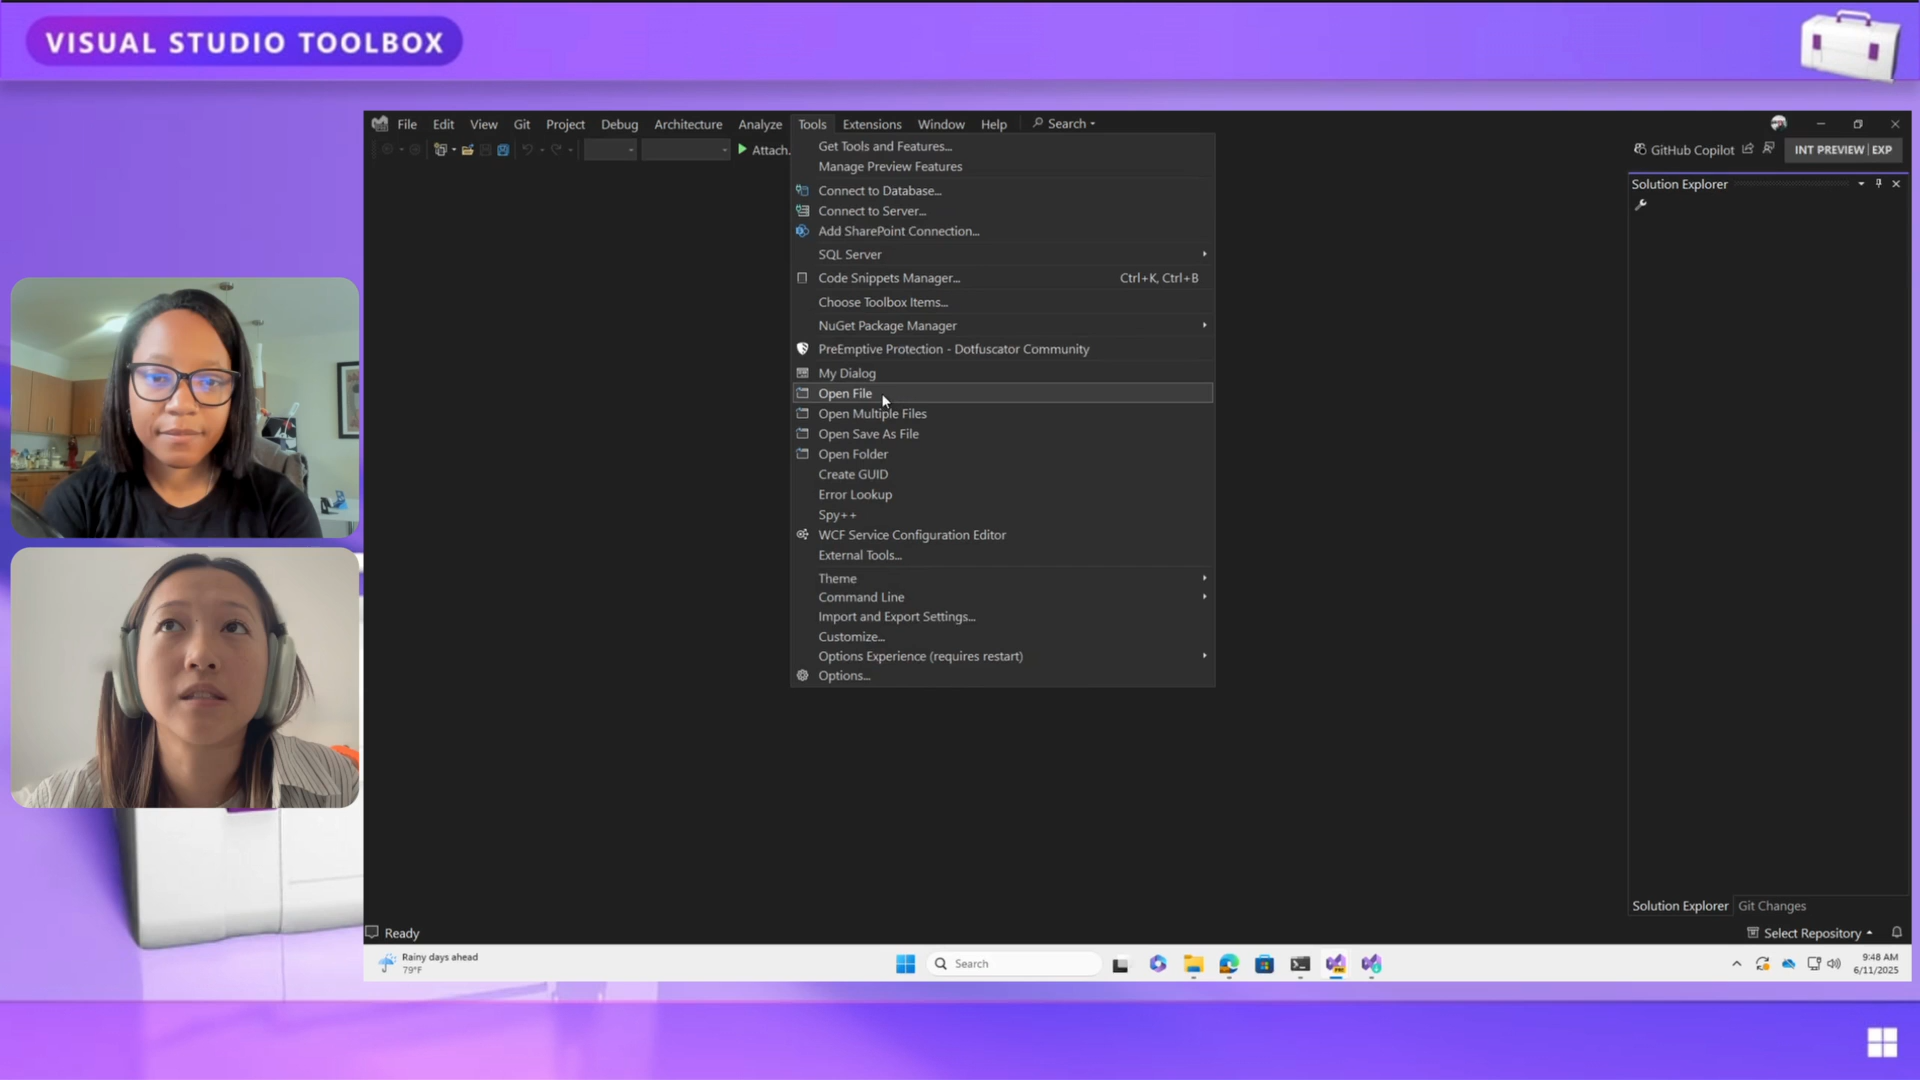 VISUAL STUDIO TOOLBOX
File Edit View Git Project Debug Architecture Analyze Tools Extensions Window Help Search
Attach.
GitHub Copilot
INT PREVIEW | EXP
Get Tools and Features...
Manage Preview Features
Connect to Database...
Connect to Server...
Add SharePoint Connection...
SQL Server
Code Snippets Manager... Ctrl+K, Ctrl+B
Choose Toolbox Items...
NuGet Package Manager
PreEmptive Protection - Dotfuscator Community
My Dialog
Open File
Open Multiple Files
Open Save As File
Open Folder
Create GUID
Error Lookup
Spy++
WCF Service Configuration Editor
External Tools...
Theme
Command Line
Import and Export Settings...
Customize...
Options Experience (requires restart)
Options...
Solution Explorer
Solution Explorer Git Changes
Ready
Select Repository
Rainy days ahead
79°F
Search
9:48 AM
6/11/2025